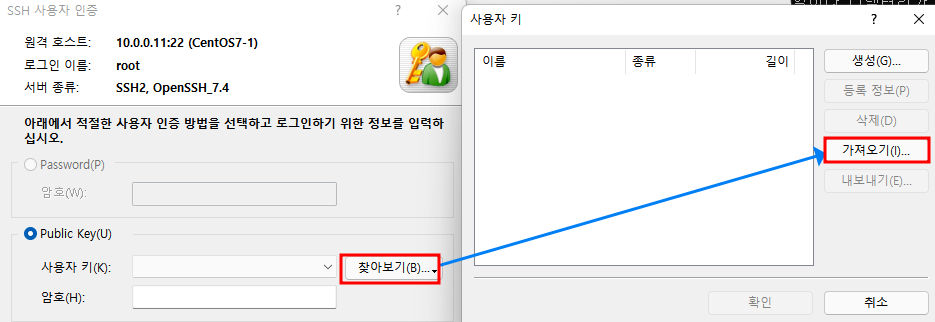 SSH 사용자 인증
원격 호스트: 10.0.0.11:22 (CentOS7-1)
로그인 이름: root
서버 종류: SSH2, OpenSSH_7.4
아래에서 적절한 사용자 인증 방법을 선택하고 로그인하기 위한 정보를 입력하
십시오.
Password(P)
암호(W):
Public Key(U)
사용자 키(K): 찾아보기(B)...
암호(H):
사용자 키
이름 종류 길이
생성(G)...
등록 정보(P)
삭제(D)
가져오기(I)...
내보내기(E)...
확인 취소